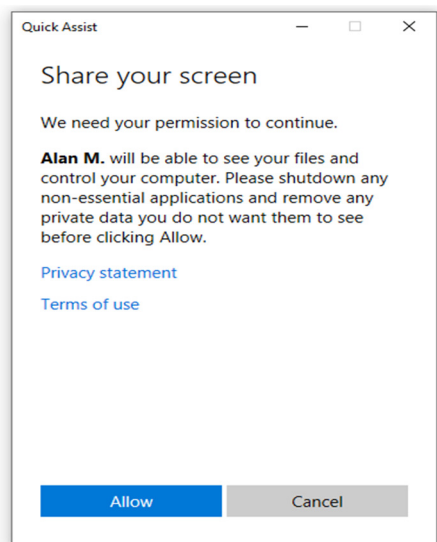 Quick Assist
Share your screen
We need your permission to continue.
Alan M. will be able to see your files and
control your computer. Please shutdown any
non-essential applications and remove any
private data you do not want them to see
before clicking Allow.
Privacy statement
Terms of use
Allow
Cancel